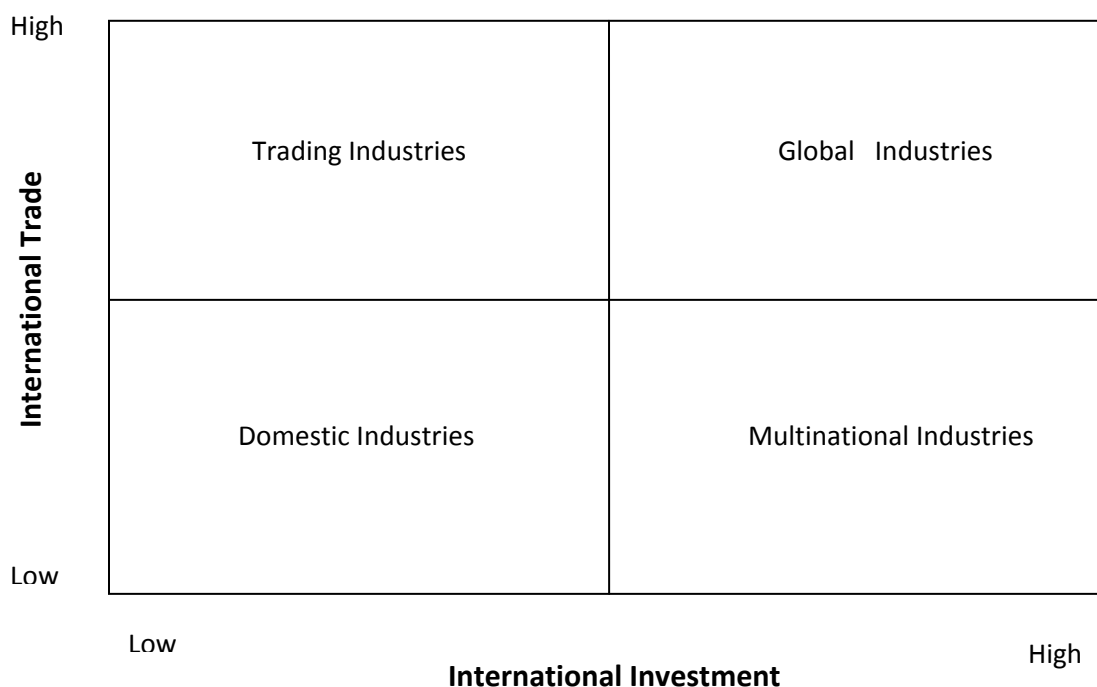 High
Trading Industries
Global Industries
International Trade
Domestic Industries
Multinational Industries
Low
Low
High
International Investment